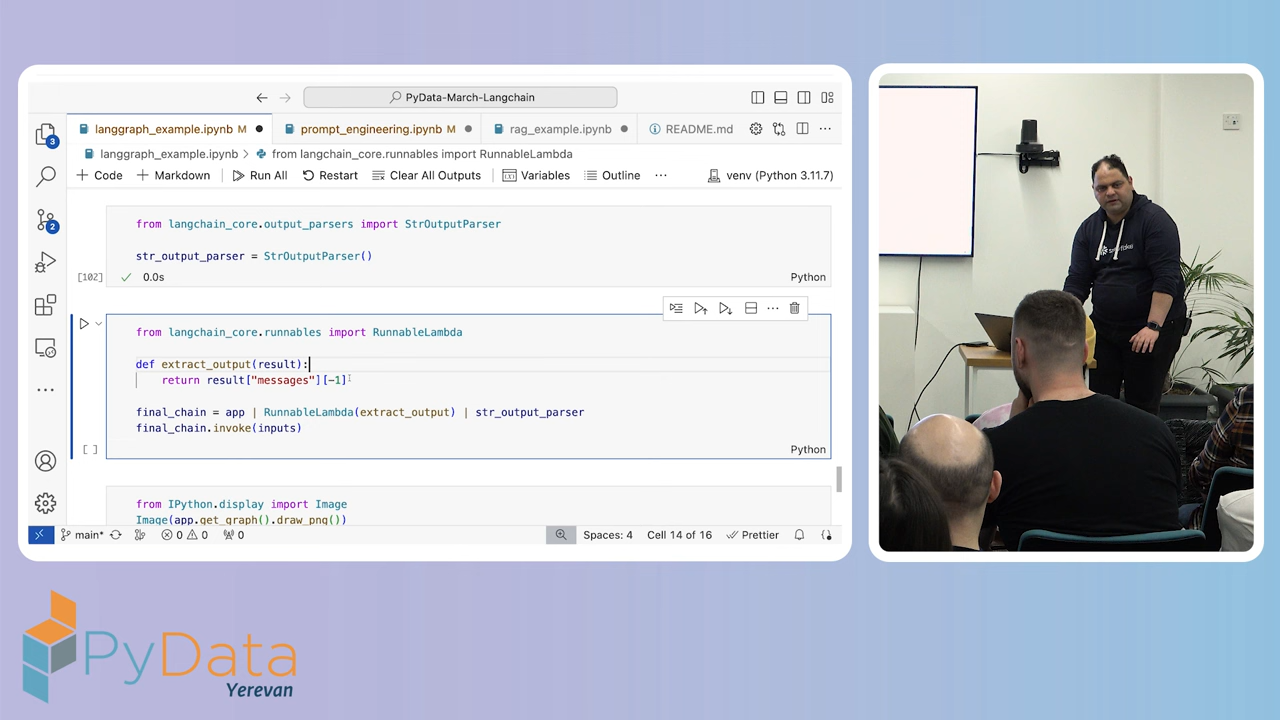 PyData-March-Langchain
langgraph_example.ipynb M
prompt_engineering.ipynb M
rag_example.ipynb
README.md
langgraph_example.ipynb > from langchain_core.runnables import RunnableLambda
+ Code + Markdown Run All Restart Clear All Outputs Variables Outline ... venv (Python 3.11.7)
3
2
from langchain_core.output_parsers import StrOutputParser
str_output_parser = StrOutputParser()
[102] 0.0s Python
from langchain_core.runnables import RunnableLambda
def extract_output(result):
return result["messages"][-1]
final_chain = app | RunnableLambda(extract_output) | str_output_parser
final_chain.invoke(inputs)
[ ] Python
from IPython.display import Image
Image(app.get_graph().draw_png())
main* 0 0 0 Spaces: 4 Cell 14 of 16 Prettier
PyData
Yerevan